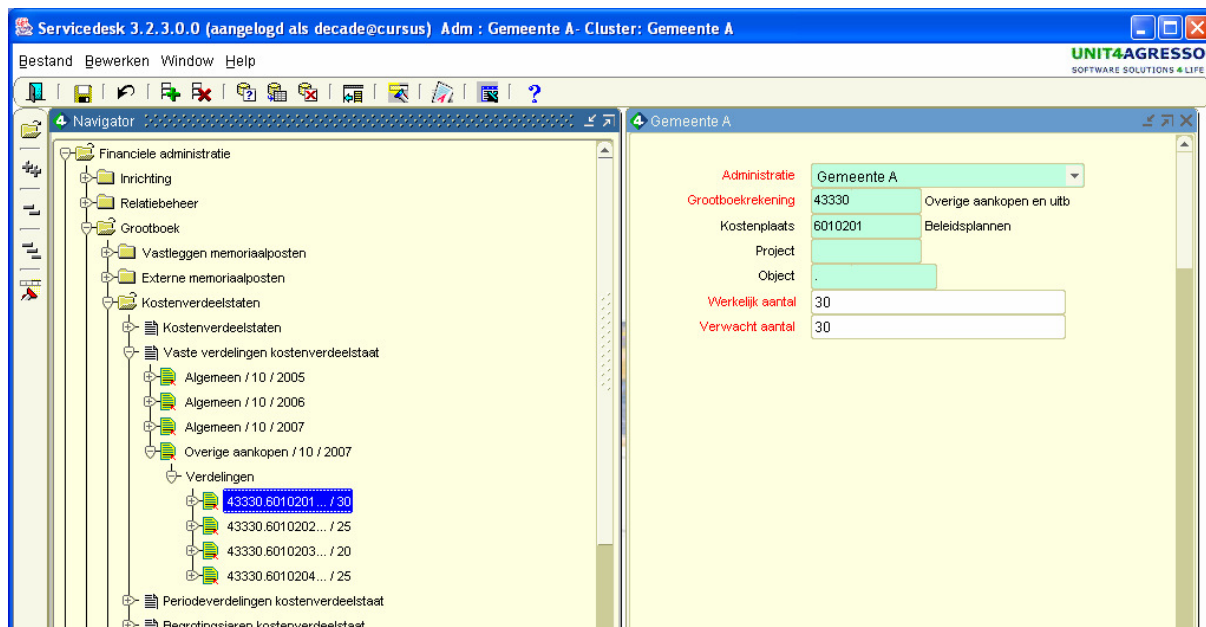 Servicedesk 3.2.3.0.0 (aangelogd als decade@cursus) Adm : Gemeente A- Cluster: Gemeente A
Bestand Bewerken Window Help
UNIT4AGRESSO
SOFTWARE SOLUTIONS 4 LIFE
4 Navigator
Financiele administratie
Inrichting
Relatiebeheer
Grootboek
Vastleggen memoriaalposten
Externe memoriaalposten
Kostenverdeelstaten
Kostenverdeelstaten
Vaste verdelingen kostenverdeelstaat
Algemeen / 10 / 2005
Algemeen / 10 / 2006
Algemeen / 10 / 2007
Overige aankopen / 10 / 2007
Verdelingen
43330.6010201... / 30
43330.6010202... / 25
43330.6010203... / 20
43330.6010204... / 25
Periodeverdelingen kostenverdeelstaat
Begrotingsjaren kostenverdeelstaat
4 Gemeente A
Administratie Gemeente A
Grootboekrekening 43330 Overige aankopen en uitb
Kostenplaats 6010201 Beleidsplannen
Project
Object .
Werkelijk aantal 30
Verwacht aantal 30